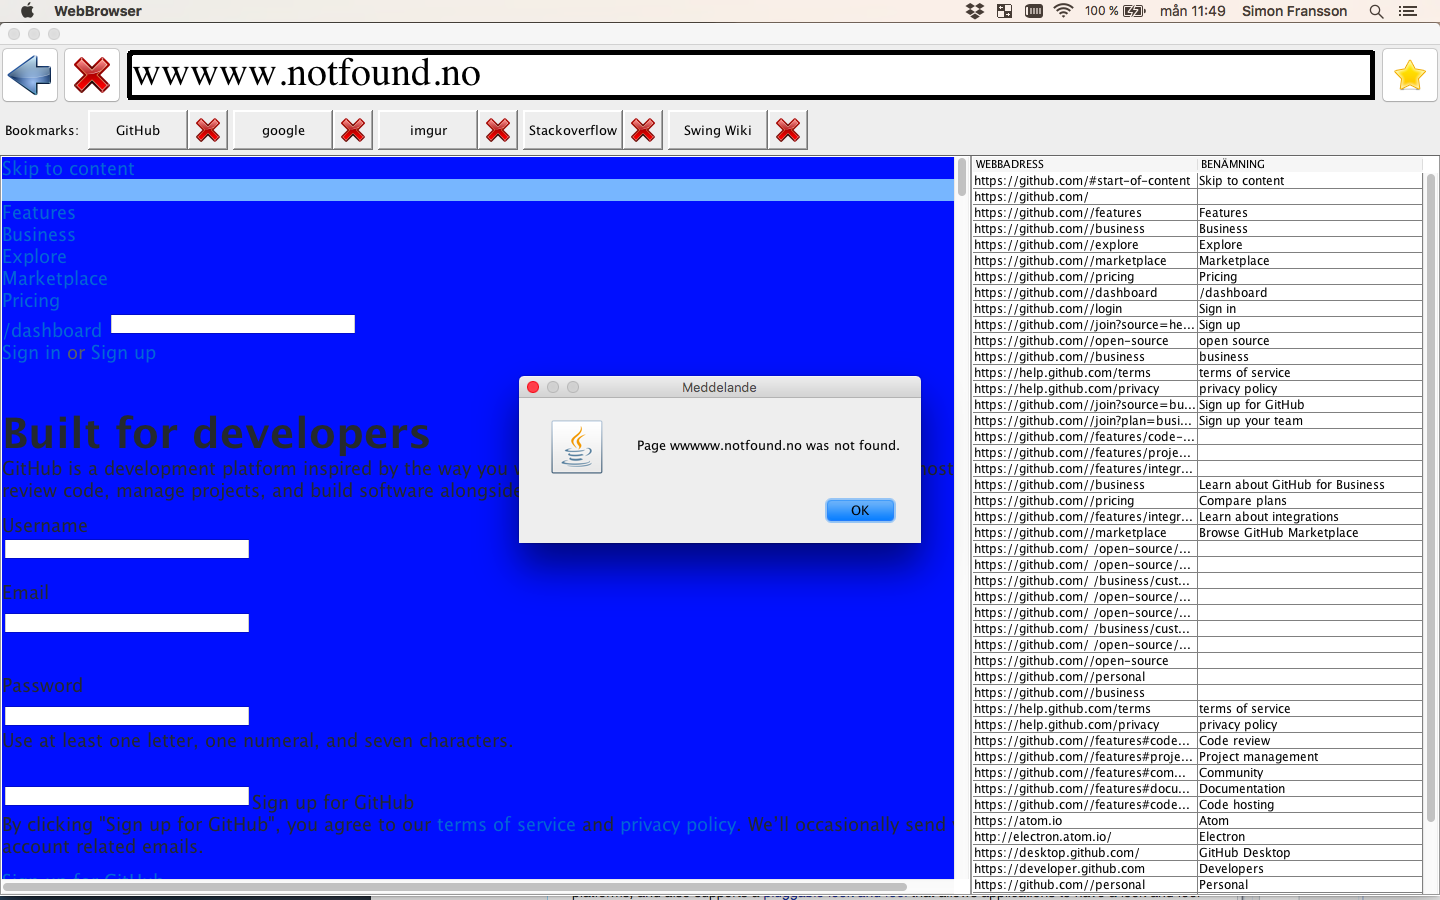 WebBrowser
100 %
mån 11:49
Simon Fransson
wwwww.notfound.no
Bookmarks:
GitHub
google
imgur
Stackoverflow
Swing Wiki
Skip to content
Features
Business
Explore
Marketplace
Pricing
/dashboard
Sign in or Sign up
Built for developers
GitHub is a development platform inspired by the way you
review code, manage projects, and build software alongside
Username
Email
Password
Use at least one letter, one numeral, and seven characters.
Sign up for GitHub
By clicking "Sign up for GitHub", you agree to our terms of service and privacy policy. We'll occasionally send
account related emails.
Sign up for GitHub
Meddelande
Page wwwww.notfound.no was not found.
OK
WEBBADRESS BENÄMNING
https://github.com/#start-of-content Skip to content
https://github.com/
https://github.com//features Features
https://github.com//business Business
https://github.com//explore Explore
https://github.com//marketplace Marketplace
https://github.com//pricing Pricing
https://github.com//dashboard /dashboard
https://github.com//login Sign in
https://github.com//join?source=he... Sign up
https://github.com//open-source open source
https://github.com//business business
https://help.github.com/terms terms of service
https://help.github.com/privacy privacy policy
https://github.com//join?source=bu... Sign up for GitHub
https://github.com//join?plan=busi... Sign up your team
https://github.com//features/code-...
https://github.com//features/proje...
https://github.com//features/integr...
https://github.com//business Learn about GitHub for Business
https://github.com//pricing Compare plans
https://github.com//features/integr... Learn about integrations
https://github.com//marketplace Browse GitHub Marketplace
https://github.com/ /open-source/...
https://github.com/ /open-source/...
https://github.com/ /business/cust...
https://github.com/ /open-source/...
https://github.com/ /open-source/...
https://github.com/ /business/cust...
https://github.com/ /open-source/...
https://github.com//open-source
https://github.com//personal
https://github.com//business
https://help.github.com/terms terms of service
https://help.github.com/privacy privacy policy
https://github.com//features#code... Code review
https://github.com//features#proje... Project management
https://github.com//features#com... Community
https://github.com//features#docu... Documentation
https://github.com//features#code... Code hosting
https://atom.io Atom
http://electron.atom.io/ Electron
https://desktop.github.com/ GitHub Desktop
https://developer.github.com Developers
https://github.com//personal Personal